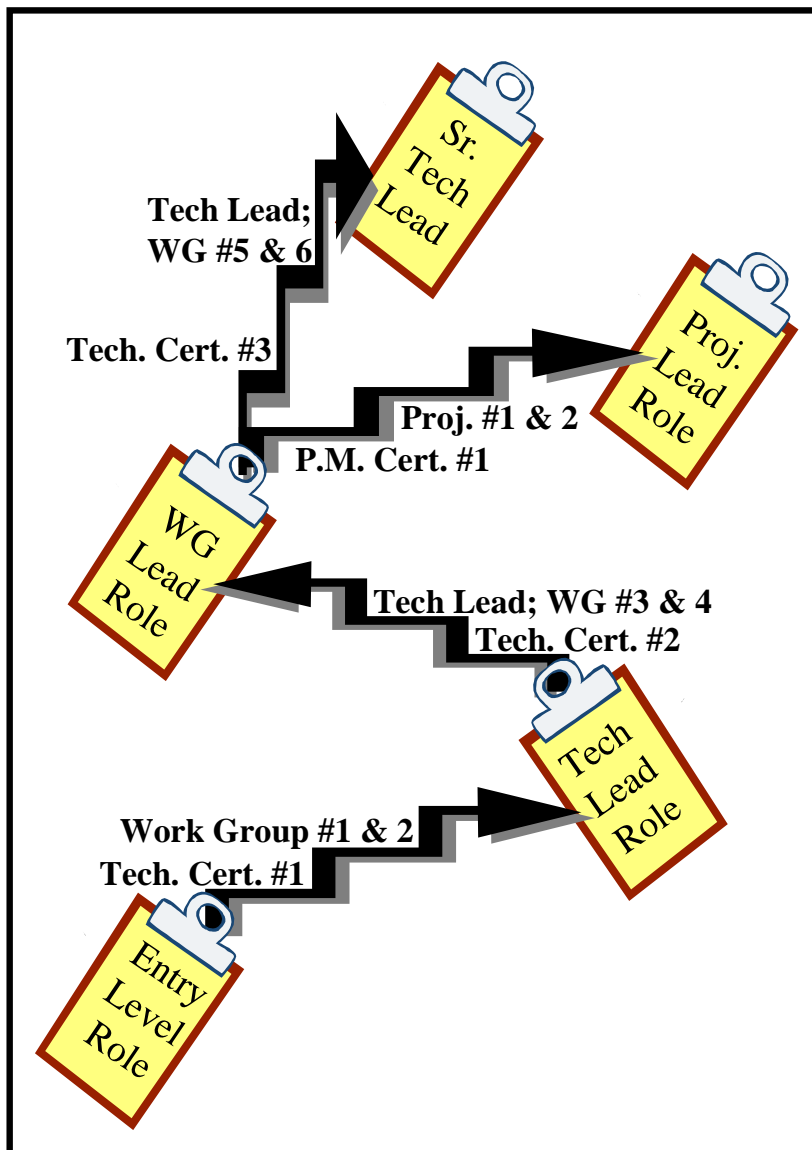 Sr.
Tech
Lead
Tech Lead;
WG #5 & 6
Tech. Cert. #3
Proj.
Lead
Role
Proj. #1 & 2
P.M. Cert. #1
WG
Lead
Role
Tech Lead; WG #3 & 4
Tech. Cert. #2
Tech
Lead
Role
Work Group #1 & 2
Tech. Cert. #1
Entry
Level
Role